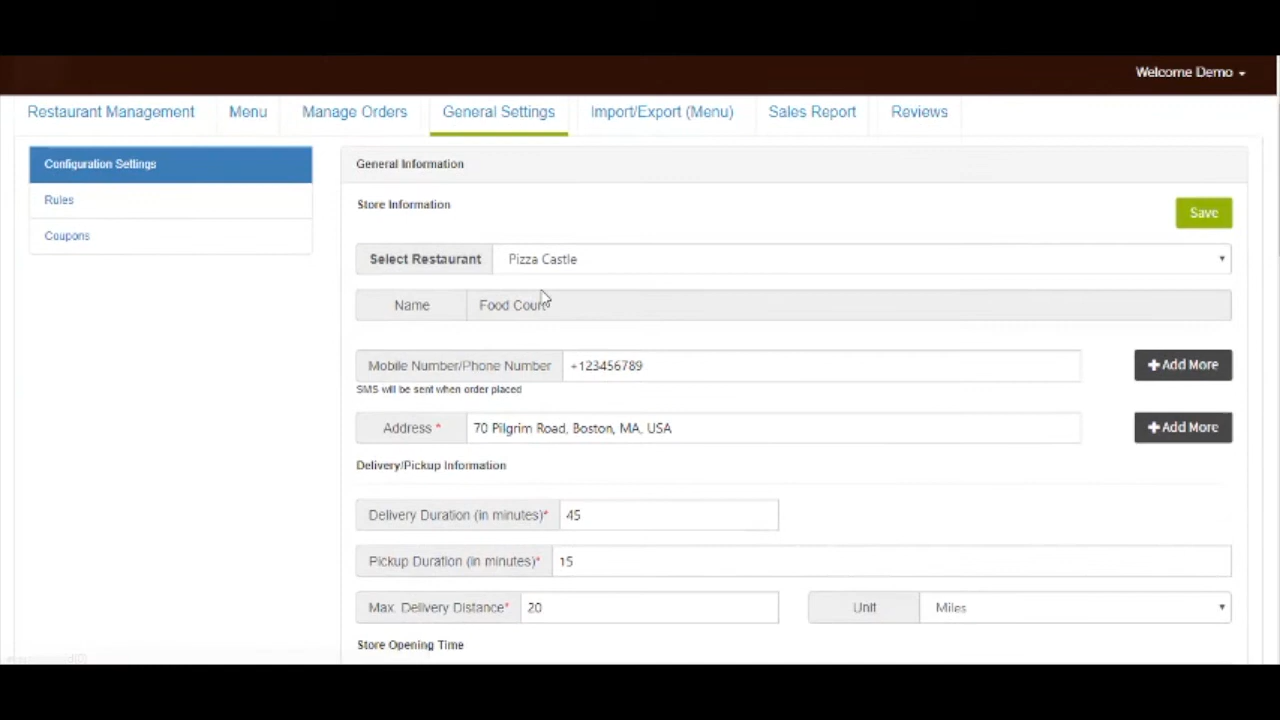 Welcome Demo
Restaurant Management Menu Manage Orders General Settings Import/Export (Menu) Sales Report Reviews
Configuration Settings
Rules
Coupons
General Information
Store Information
Save
Select Restaurant Pizza Castle
Name Food Court
Mobile Number/Phone Number +123456789 Add More
SMS will be sent when order placed
Address * 70 Pilgrim Road, Boston, MA, USA Add More
Delivery/Pickup Information
Delivery Duration (in minutes)* 45
Pickup Duration (in minutes)* 15
Max. Delivery Distance* 20 Unit Miles
Store Opening Time